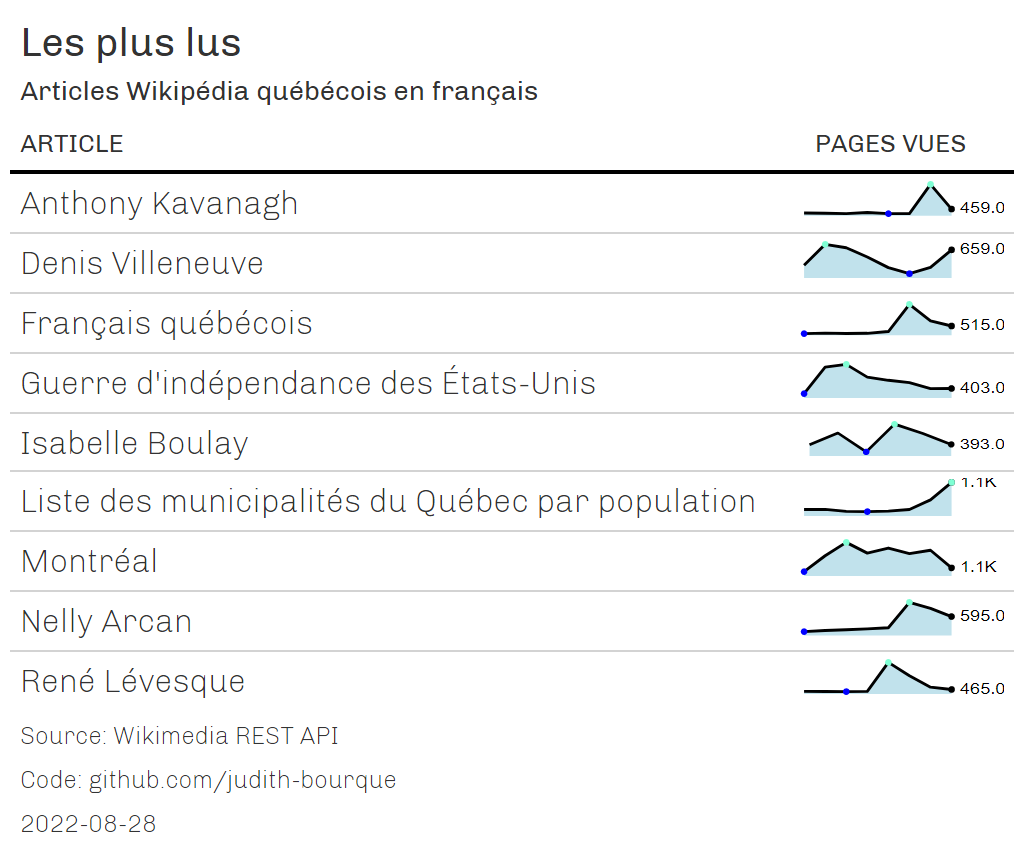 Les plus lus
Articles Wikipédia québécois en français
ARTICLE PAGES VUES
Anthony Kavanagh 459.0
Denis Villeneuve 659.0
Français québécois 515.0
Guerre d'indépendance des États-Unis 403.0
Isabelle Boulay 393.0
Liste des municipalités du Québec par population 1.1K
Montréal 1.1K
Nelly Arcan 595.0
René Lévesque 465.0
Source: Wikimedia REST API
Code: github.com/judith-bourque
2022-08-28